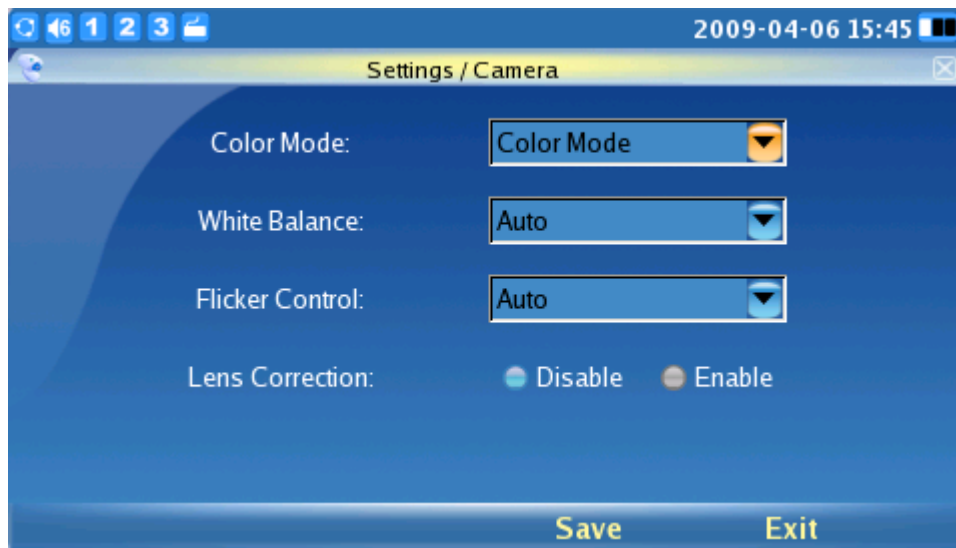 6 1 2 3 2009-04-06 15:45
Settings / Camera
Color Mode: Color Mode
White Balance: Auto
Flicker Control: Auto
Lens Correction: Disable Enable
Save Exit